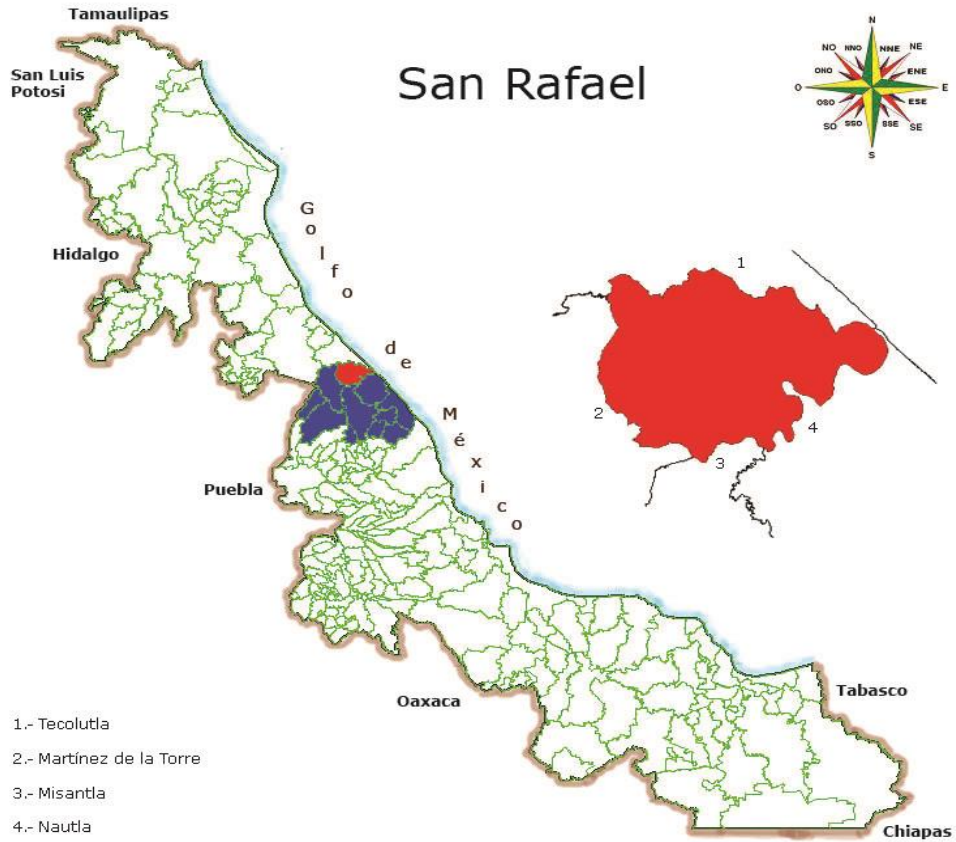 Tamaulipas
San Luis
Potosi
San Rafael
N
NNO
NNE
NO
NE
ONO
ENE
O
E
OSO
ESE
SO
SSO
SSE
SE
S
Golfo
de
México
Hidalgo
1
2
4
3
Puebla
Oaxaca
Tabasco
Chiapas
1.- Tecolutla
2.- Martínez de la Torre
3.- Misantla
4.- Nautla